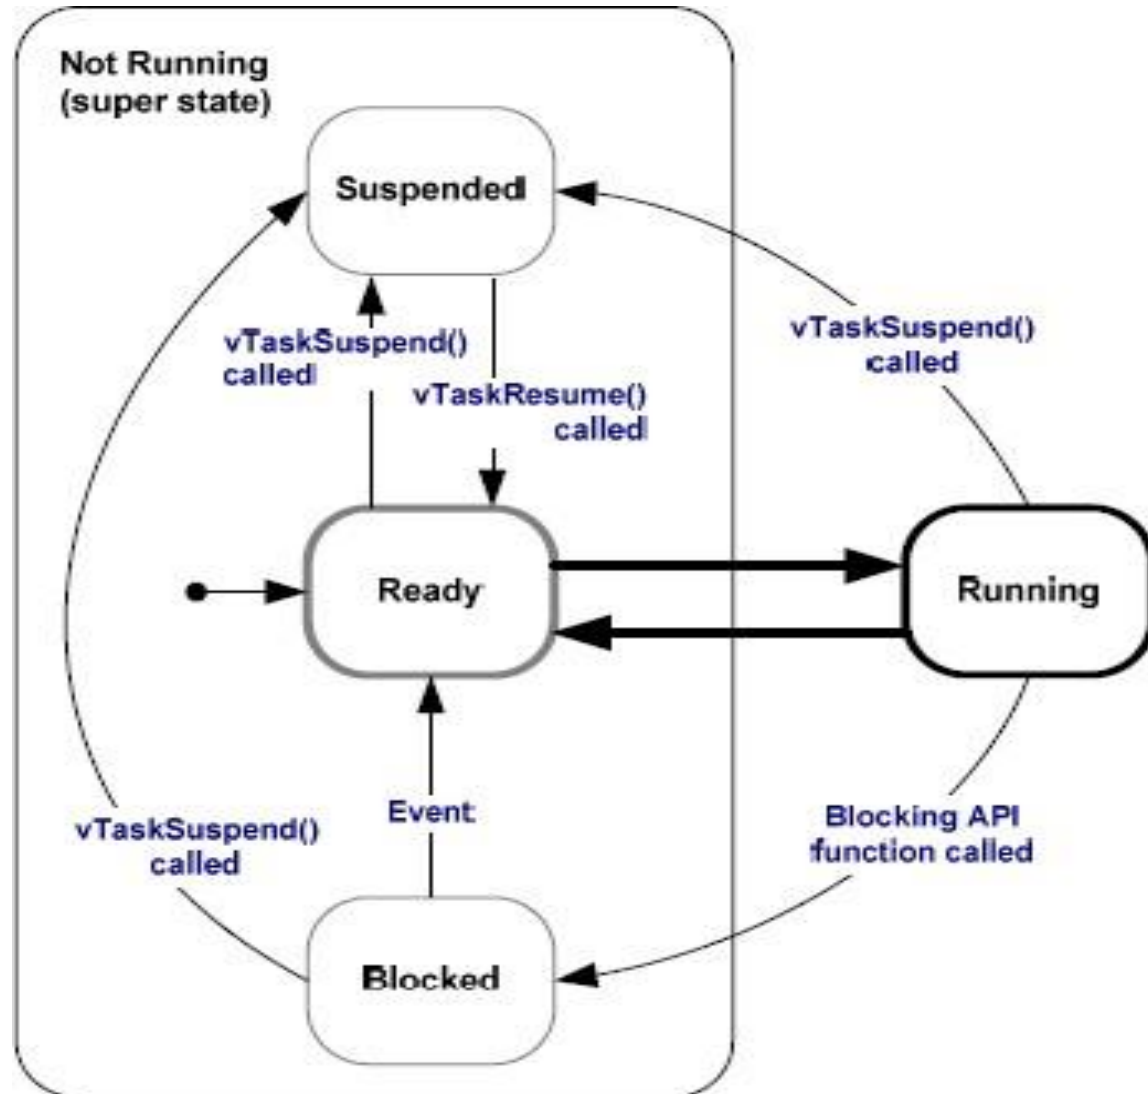 Not Running
(super state)
Suspended
vTaskSuspend()
called
vTaskResume()
called
vTaskSuspend()
called
Ready
Running
Event
vTaskSuspend()
called
Blocking API
function called
Blocked